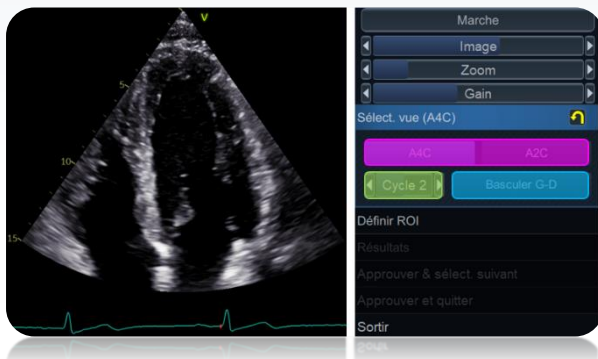 V
5
10
15
Marche
Image
Zoom
Gain
Sélect. vue (A4C)
A4C A2C
Cycle 2 Basculer G-D
Définir ROI
Résultats
Approuver & sélect. suivant
Approuver et quitter
Sortir